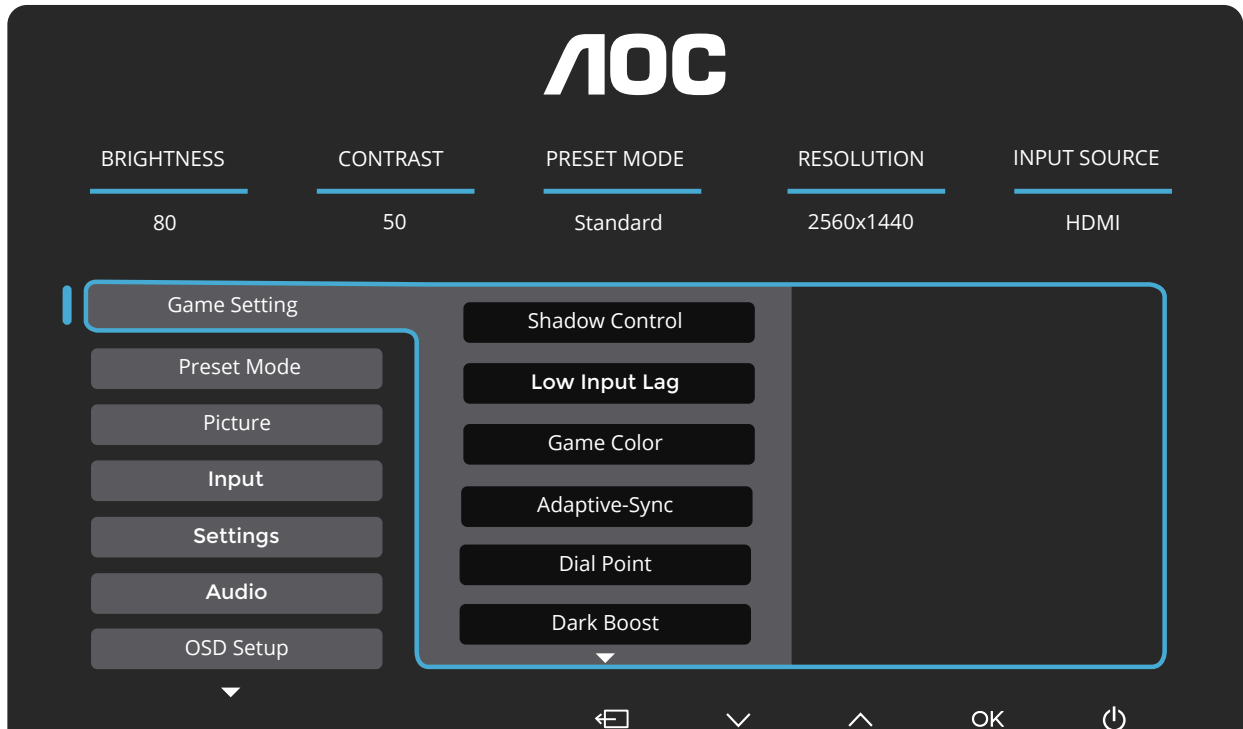 AOC
BRIGHTNESS CONTRAST PRESET MODE RESOLUTION INPUT SOURCE
80 50 Standard 2560x1440 HDMI
Game Setting
Preset Mode
Picture
Input
Settings
Audio
OSD Setup
Shadow Control
Low Input Lag
Game Color
Adaptive-Sync
Dial Point
Dark Boost
OK